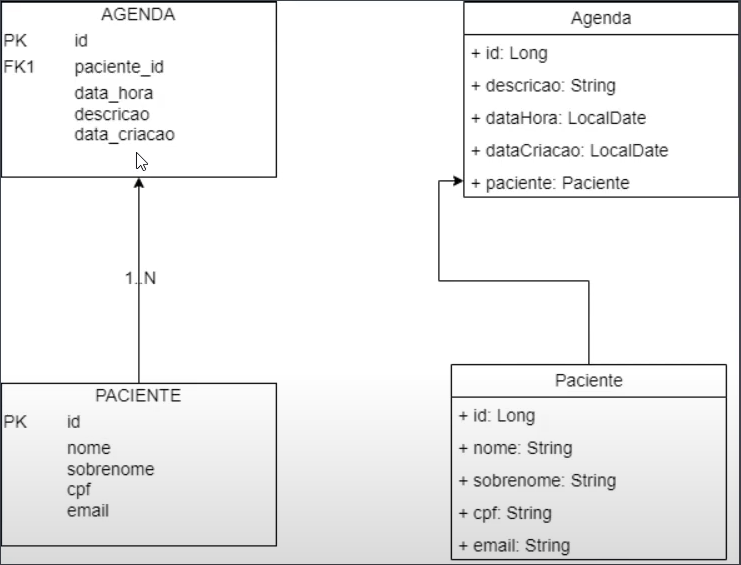 AGENDA
PK id
FK1 paciente_id
data_hora
descricao
data_criacao
1..N
PACIENTE
PK id
nome
sobrenome
cpf
email
Agenda
+ id: Long
+ descricao: String
+ dataHora: LocalDate
+ dataCriacao: LocalDate
+ paciente: Paciente
Paciente
+ id: Long
+ nome: String
+ sobrenome: String
+ cpf: String
+ email: String